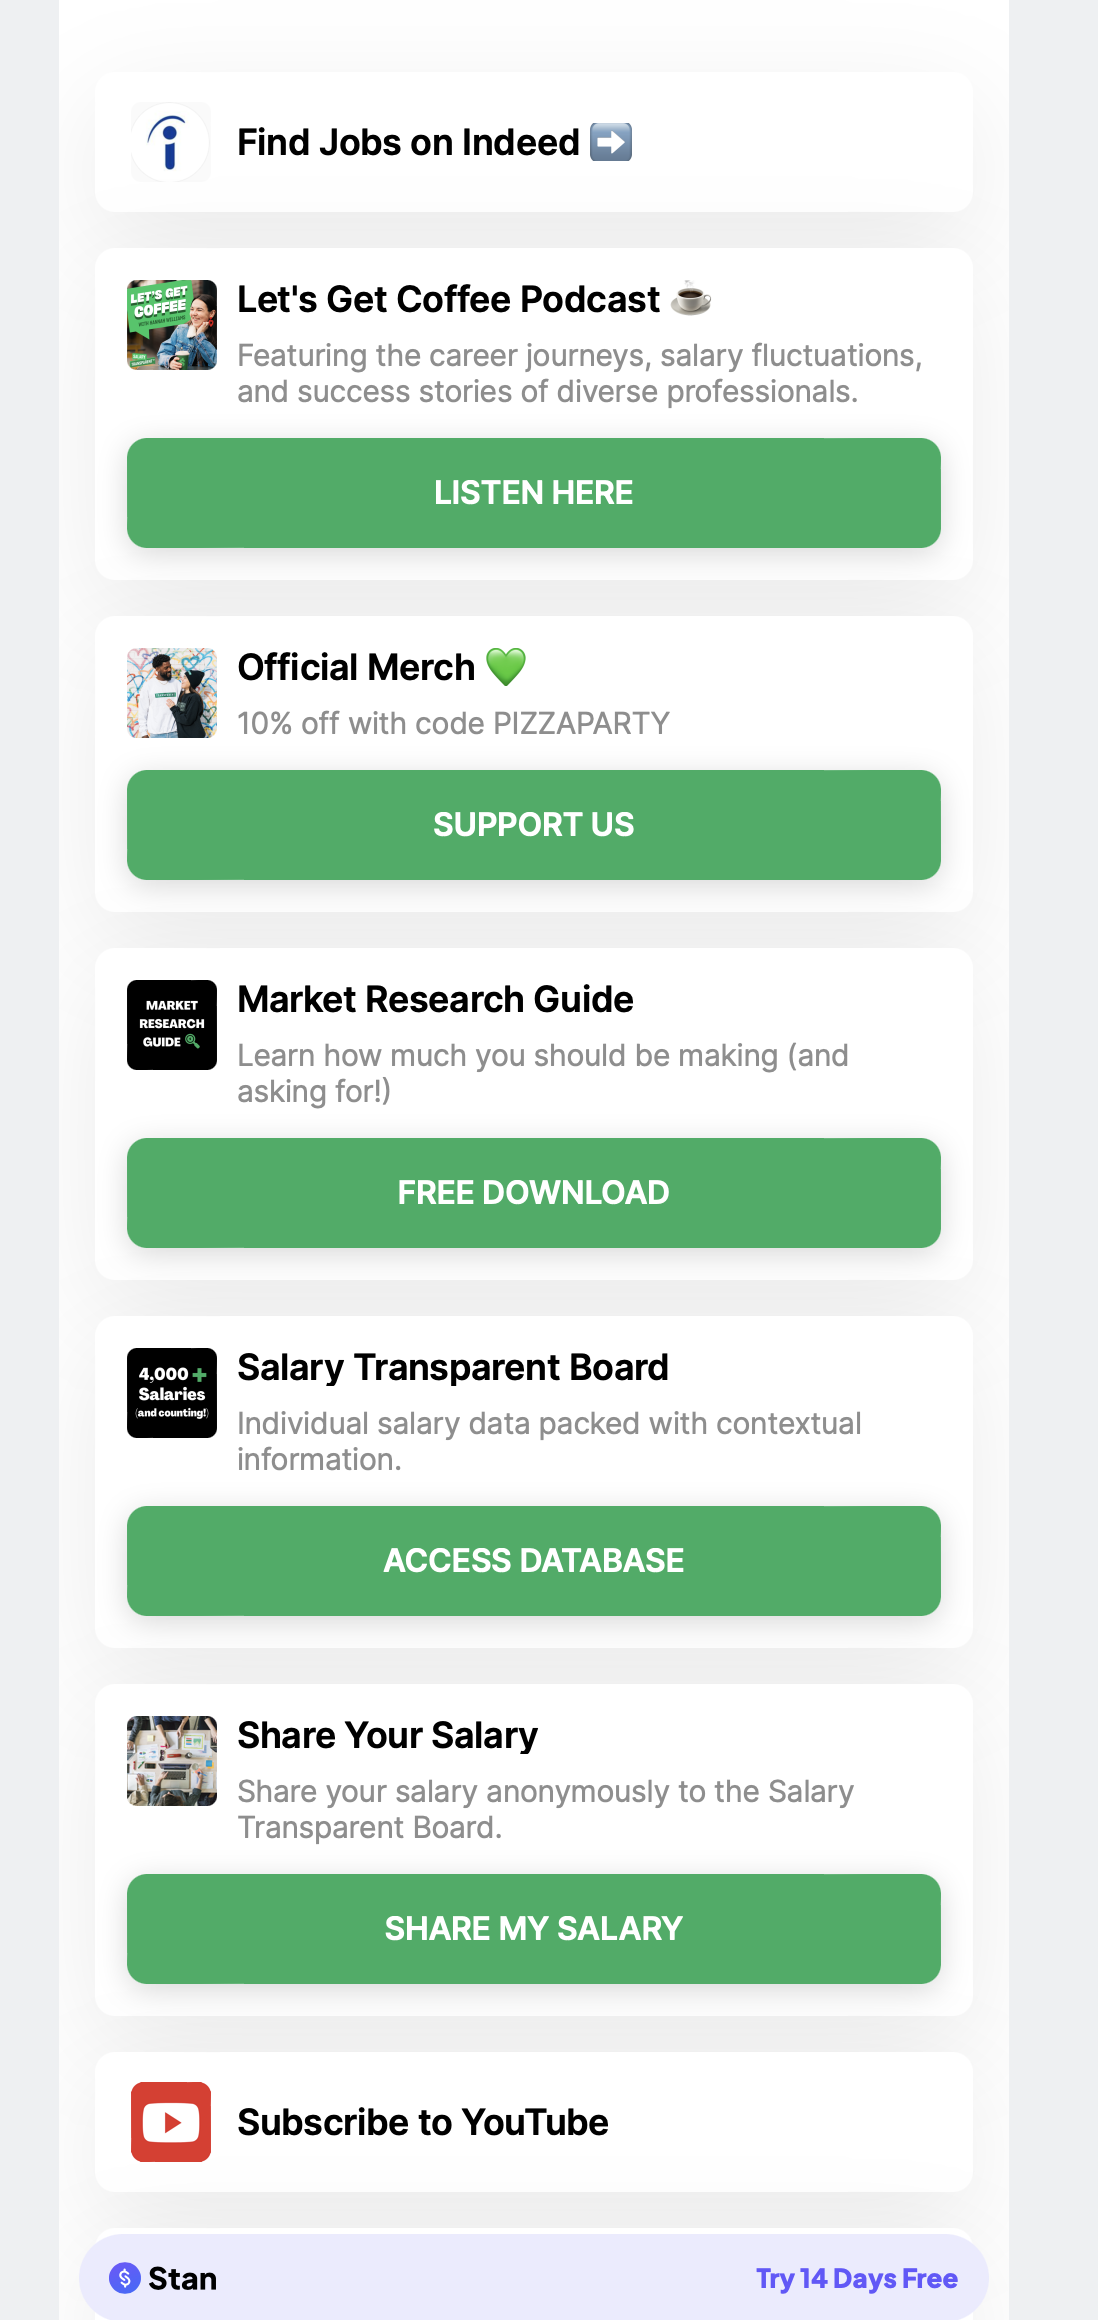 Find Jobs on Indeed ➡️
LET'S GET
COFFEE
WITH HANNAH WILLIAMS
Let's Get Coffee Podcast ☕
Featuring the career journeys, salary fluctuations,
and success stories of diverse professionals.
LISTEN HERE
Official Merch 💚
10% off with code PIZZAPARTY
SUPPORT US
MARKET
RESEARCH
GUIDE
Market Research Guide
Learn how much you should be making (and
asking for!)
FREE DOWNLOAD
4,000+
Salaries
(and counting!)
Salary Transparent Board
Individual salary data packed with contextual
information.
ACCESS DATABASE
Share Your Salary
Share your salary anonymously to the Salary
Transparent Board.
SHARE MY SALARY
Subscribe to YouTube
Stan
Try 14 Days Free